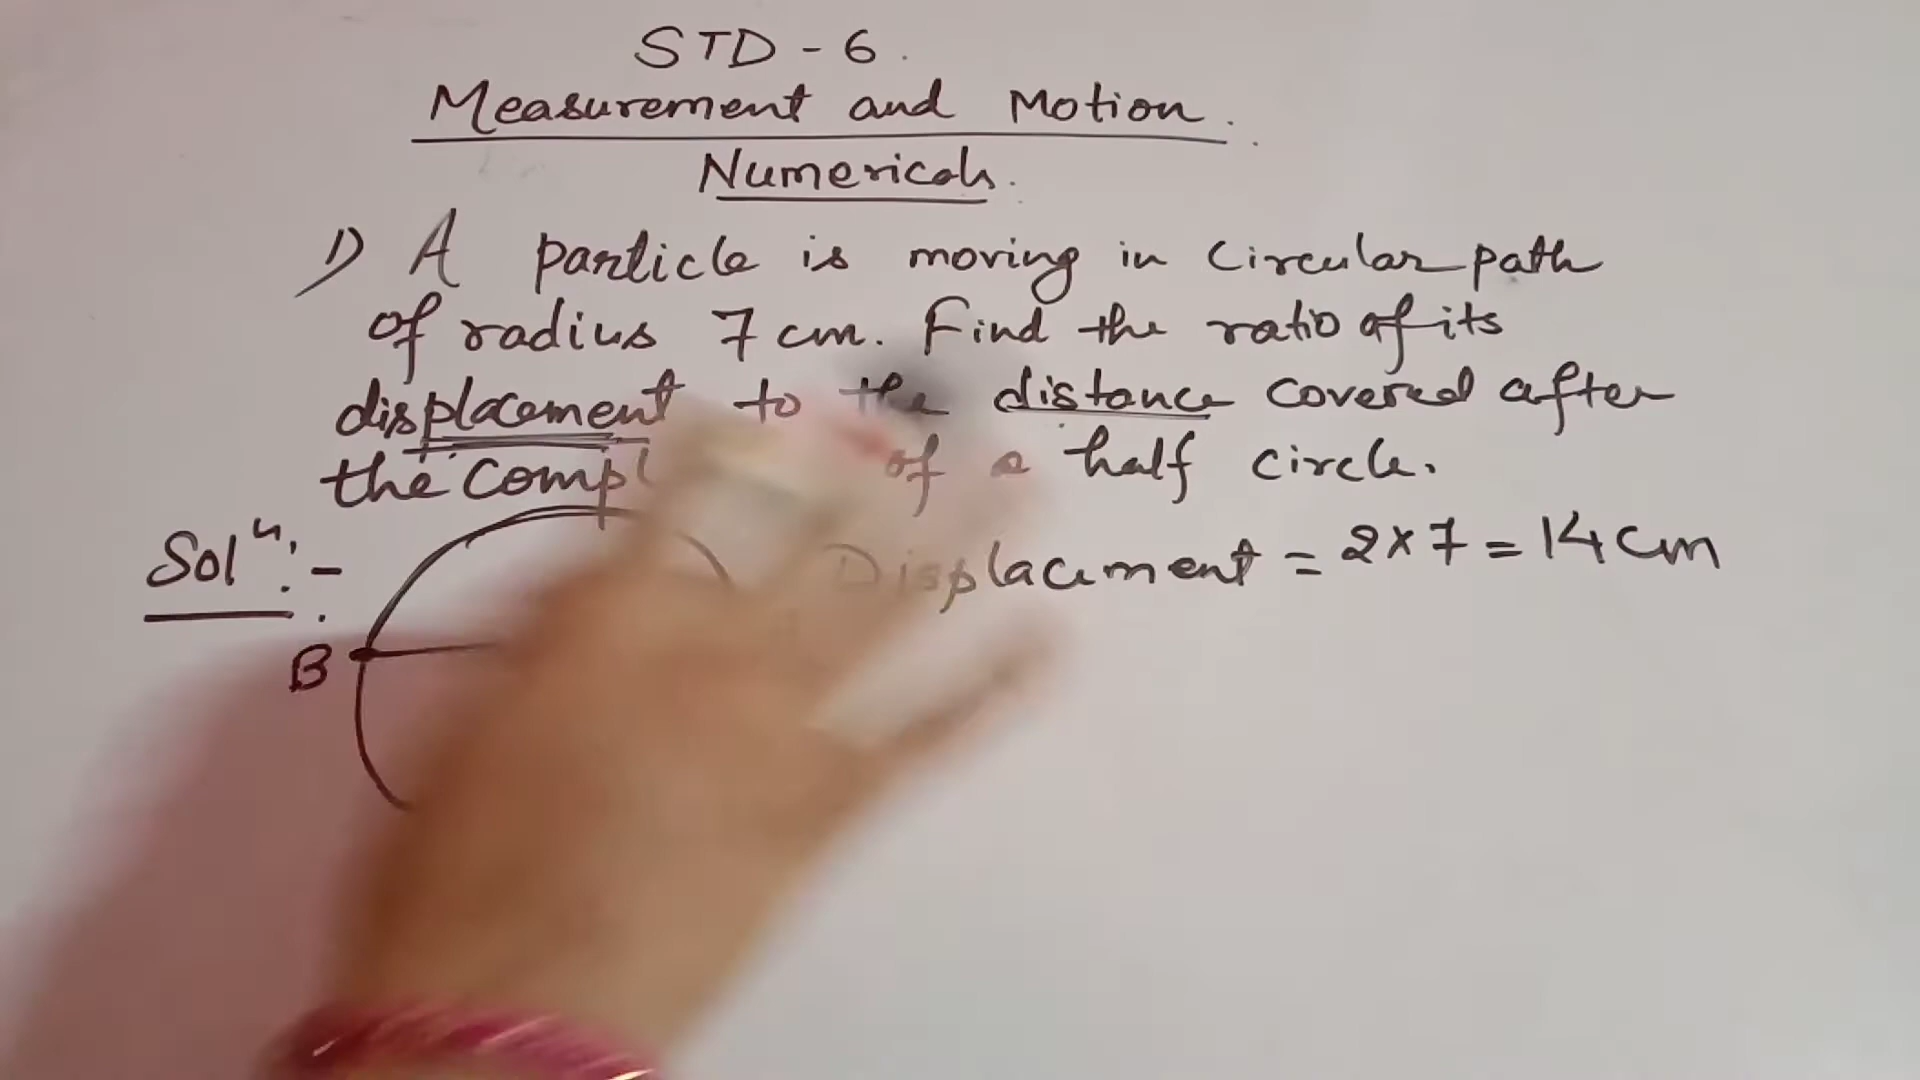 STD - 6.
Measurement and Motion.
Numericals.
1) A particle is moving in Circular path
of radius 7 cm. Find the ratio of its
displacement to the distance covered after
the of a half circle.
Solⁿ:-
Displacement = 2 × 7 = 14 cm
B